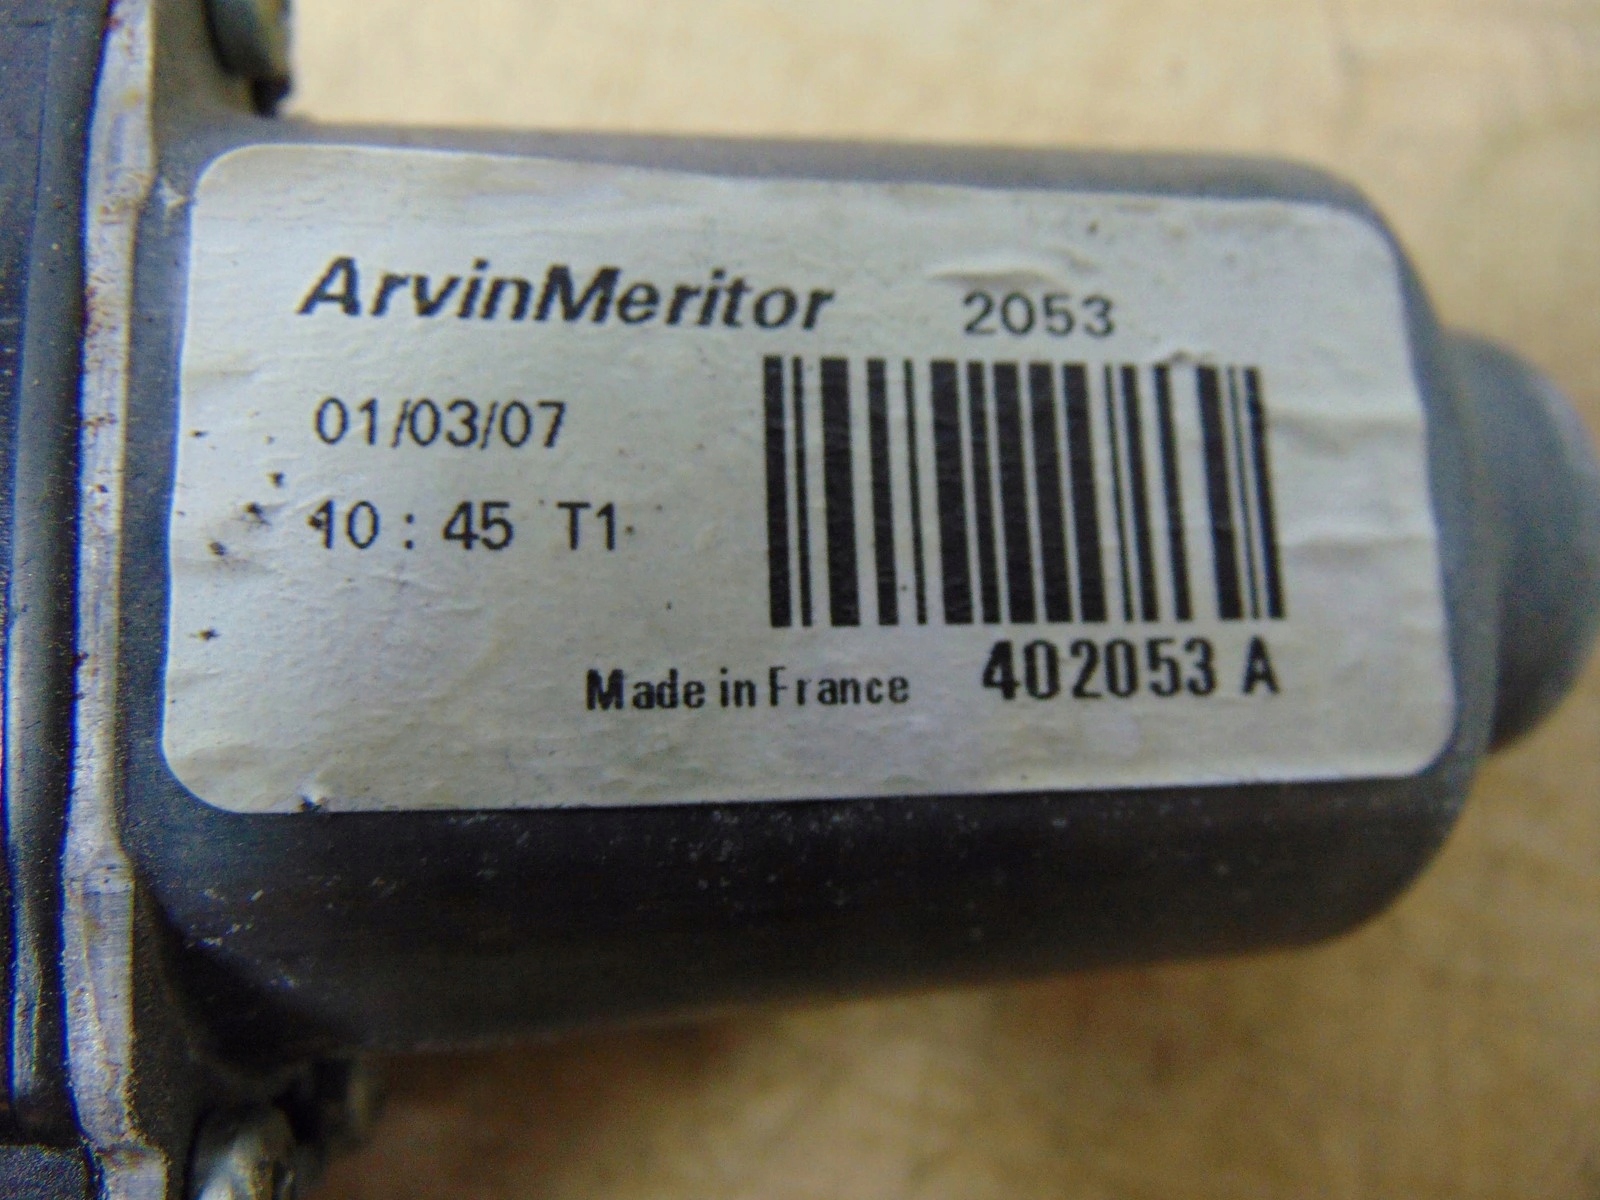 ArvinMeritor 2053
01/03/07
10 : 45 T1
Made in France 402053 A